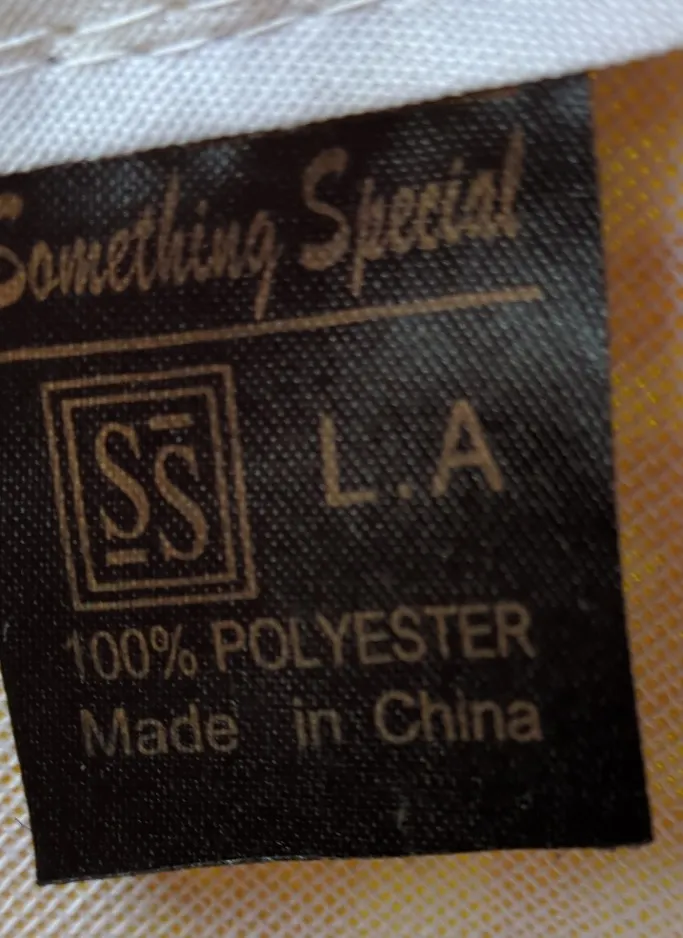 Something Special
SS
L.A
100% POLYESTER
Made in China